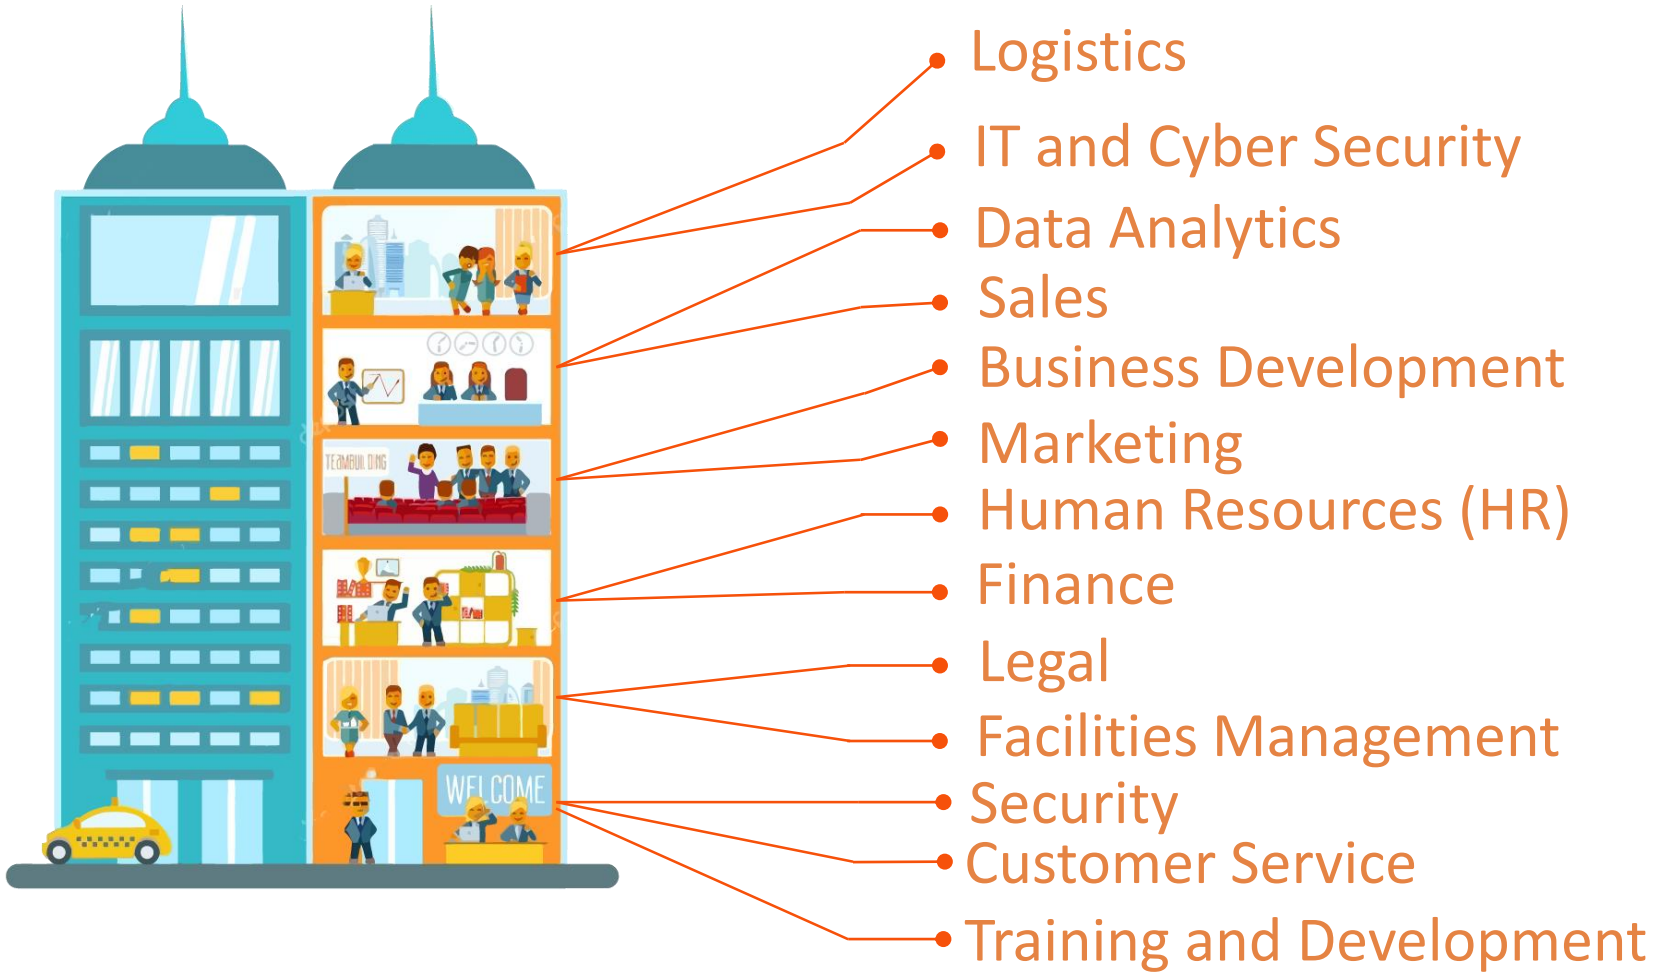 Logistics
IT and Cyber Security
Data Analytics
Sales
Business Development
TEAMBUILDING
Marketing
Human Resources (HR)
Finance
Legal
Facilities Management
WELCOME
Security
Customer Service
Training and Development